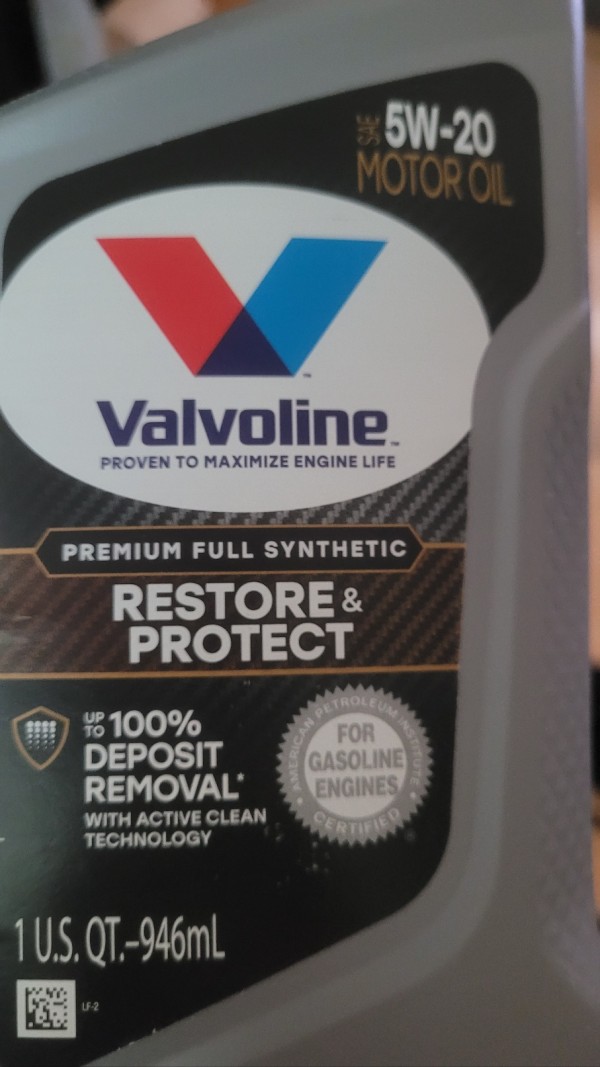 SAE 5W-20
MOTOR OIL
Valvoline™
PROVEN TO MAXIMIZE ENGINE LIFE
PREMIUM FULL SYNTHETIC
RESTORE &
PROTECT
UP TO 100%
DEPOSIT
REMOVAL*
WITH ACTIVE CLEAN
TECHNOLOGY
AMERICAN PETROLEUM INSTITUTE
FOR
GASOLINE
ENGINES
CERTIFIED
1 U.S. QT.–946mL
LF-2